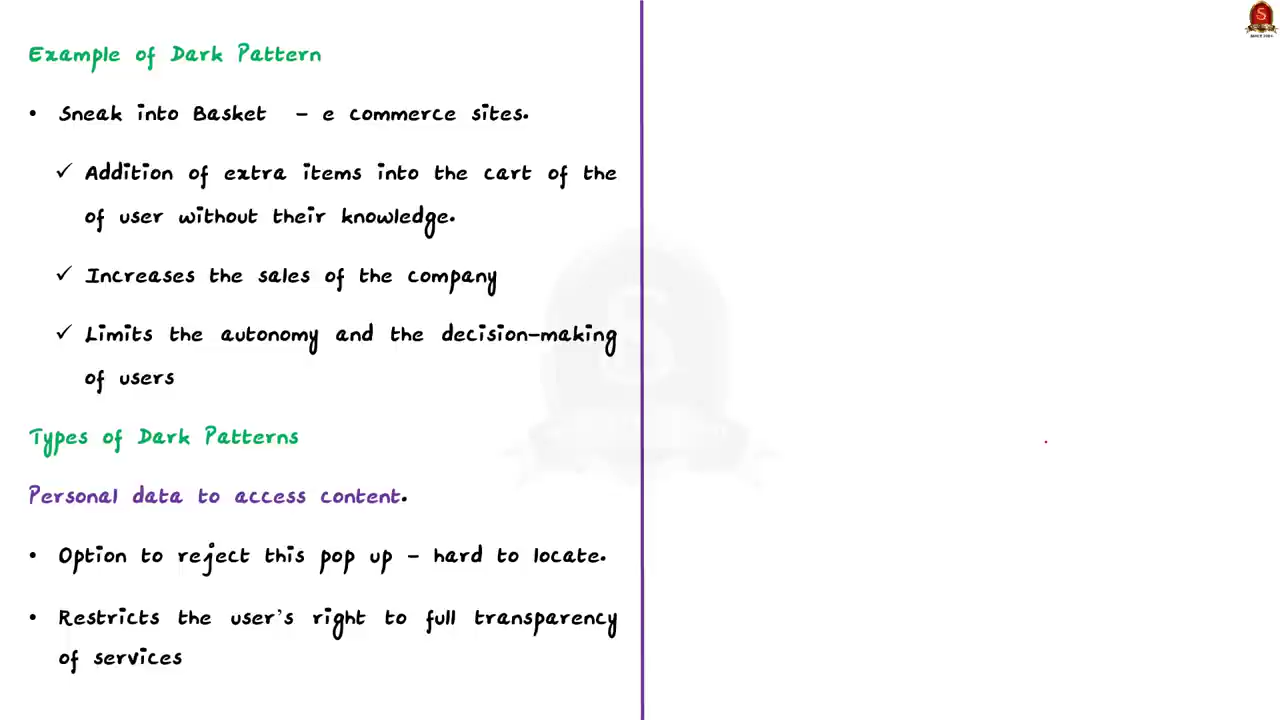 Example of Dark Pattern
• Sneak into Basket – e commerce sites.
✓ Addition of extra items into the cart of the
of user without their knowledge.
✓ Increases the sales of the company
✓ Limits the autonomy and the decision-making
of users
Types of Dark Patterns
Personal data to access content.
• Option to reject this pop up – hard to locate.
• Restricts the user's right to full transparency
of services
S